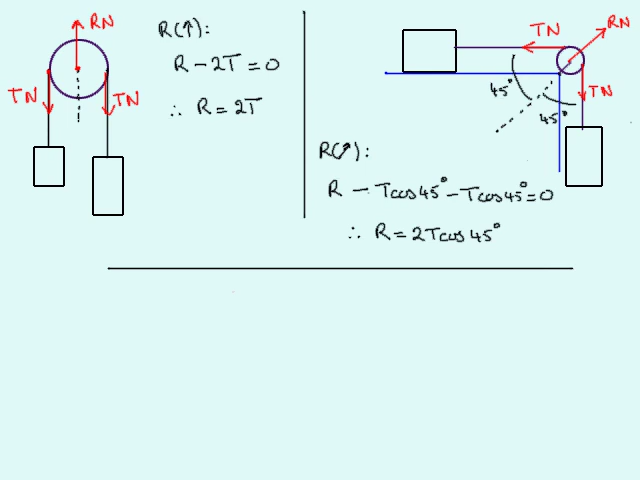 RN
TN
TN
R(↑):
R − 2T = 0
∴ R = 2T
TN
RN
TN
45°
45°
R(↗):
R − Tcos45° − Tcos45° = 0
∴ R = 2Tcos45°